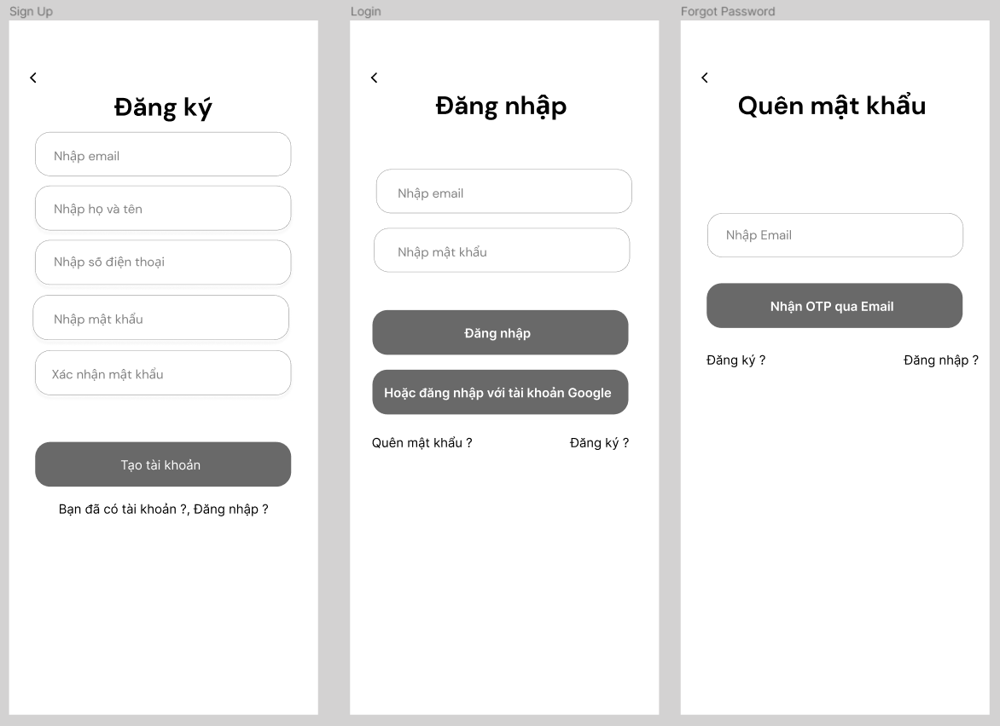 Sign Up
Đăng ký
Nhập email
Nhập họ và tên
Nhập số điện thoại
Nhập mật khẩu
Xác nhận mật khẩu
Tạo tài khoản
Bạn đã có tài khoản ?, Đăng nhập ?
Login
Đăng nhập
Nhập email
Nhập mật khẩu
Đăng nhập
Hoặc đăng nhập với tài khoản Google
Quên mật khẩu ?
Đăng ký ?
Forgot Password
Quên mật khẩu
Nhập Email
Nhận OTP qua Email
Đăng ký ?
Đăng nhập ?